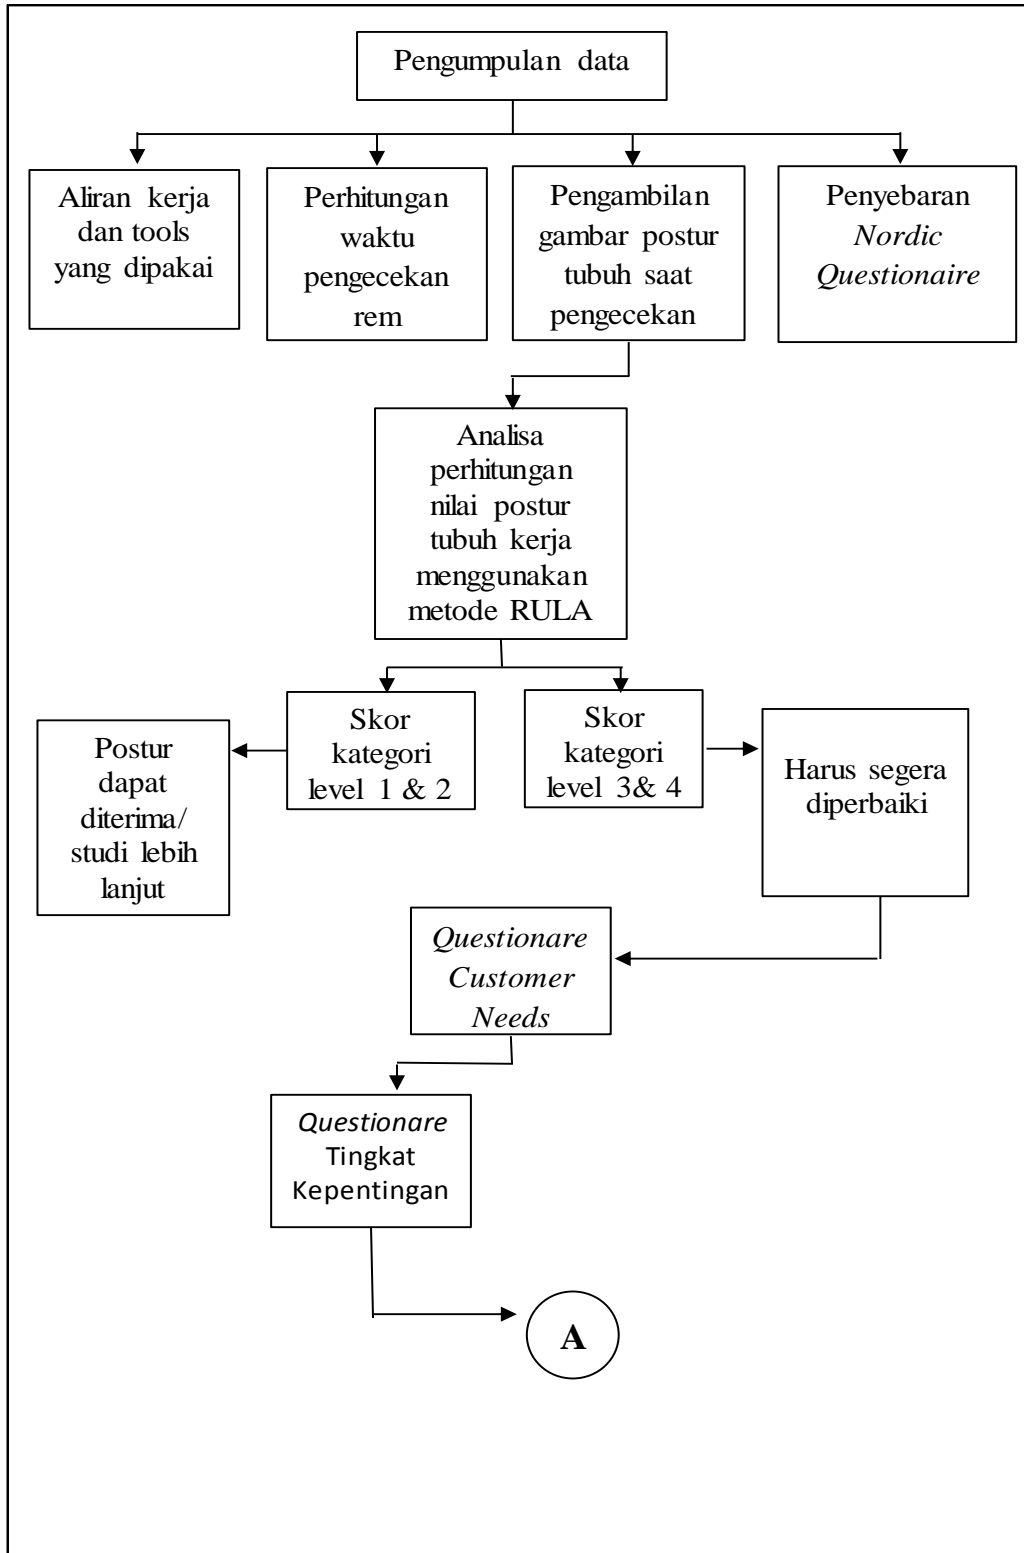 Pengumpulan data
Aliran kerja
dan tools
yang dipakai
Perhitungan
waktu
pengecekan
rem
Pengambilan
gambar postur
tubuh saat
pengecekan
Penyebaran
Nordic
Questionaire
Analisa
perhitungan
nilai postur
tubuh kerja
menggunakan
metode RULA
Skor
kategori
level 1 & 2
Skor
kategori
level 3& 4
Postur
dapat
diterima/
studi lebih
lanjut
Harus segera
diperbaiki
Questionare
Customer
Needs
Questionare
Tingkat
Kepentingan
A